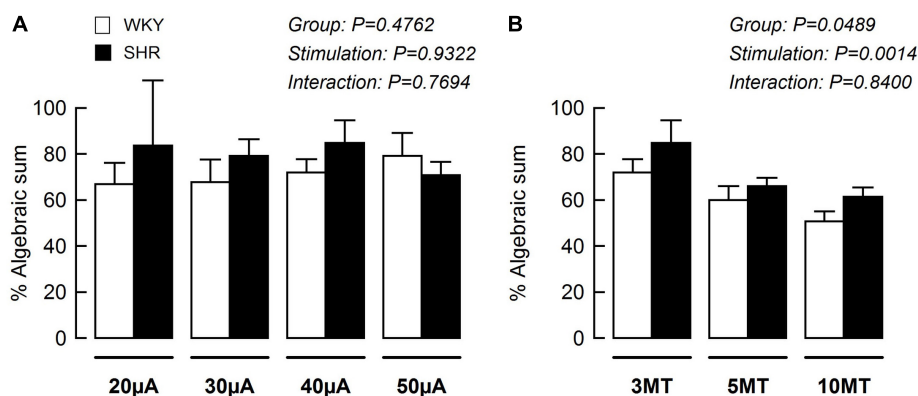 A
WKY
SHR
Group: P=0.4762
Stimulation: P=0.9322
Interaction: P=0.7694
% Algebraic sum
100
80
60
40
20
0
20µA
30µA
40µA
50µA
B
Group: P=0.0489
Stimulation: P=0.0014
Interaction: P=0.8400
% Algebraic sum
100
80
60
40
20
0
3MT
5MT
10MT